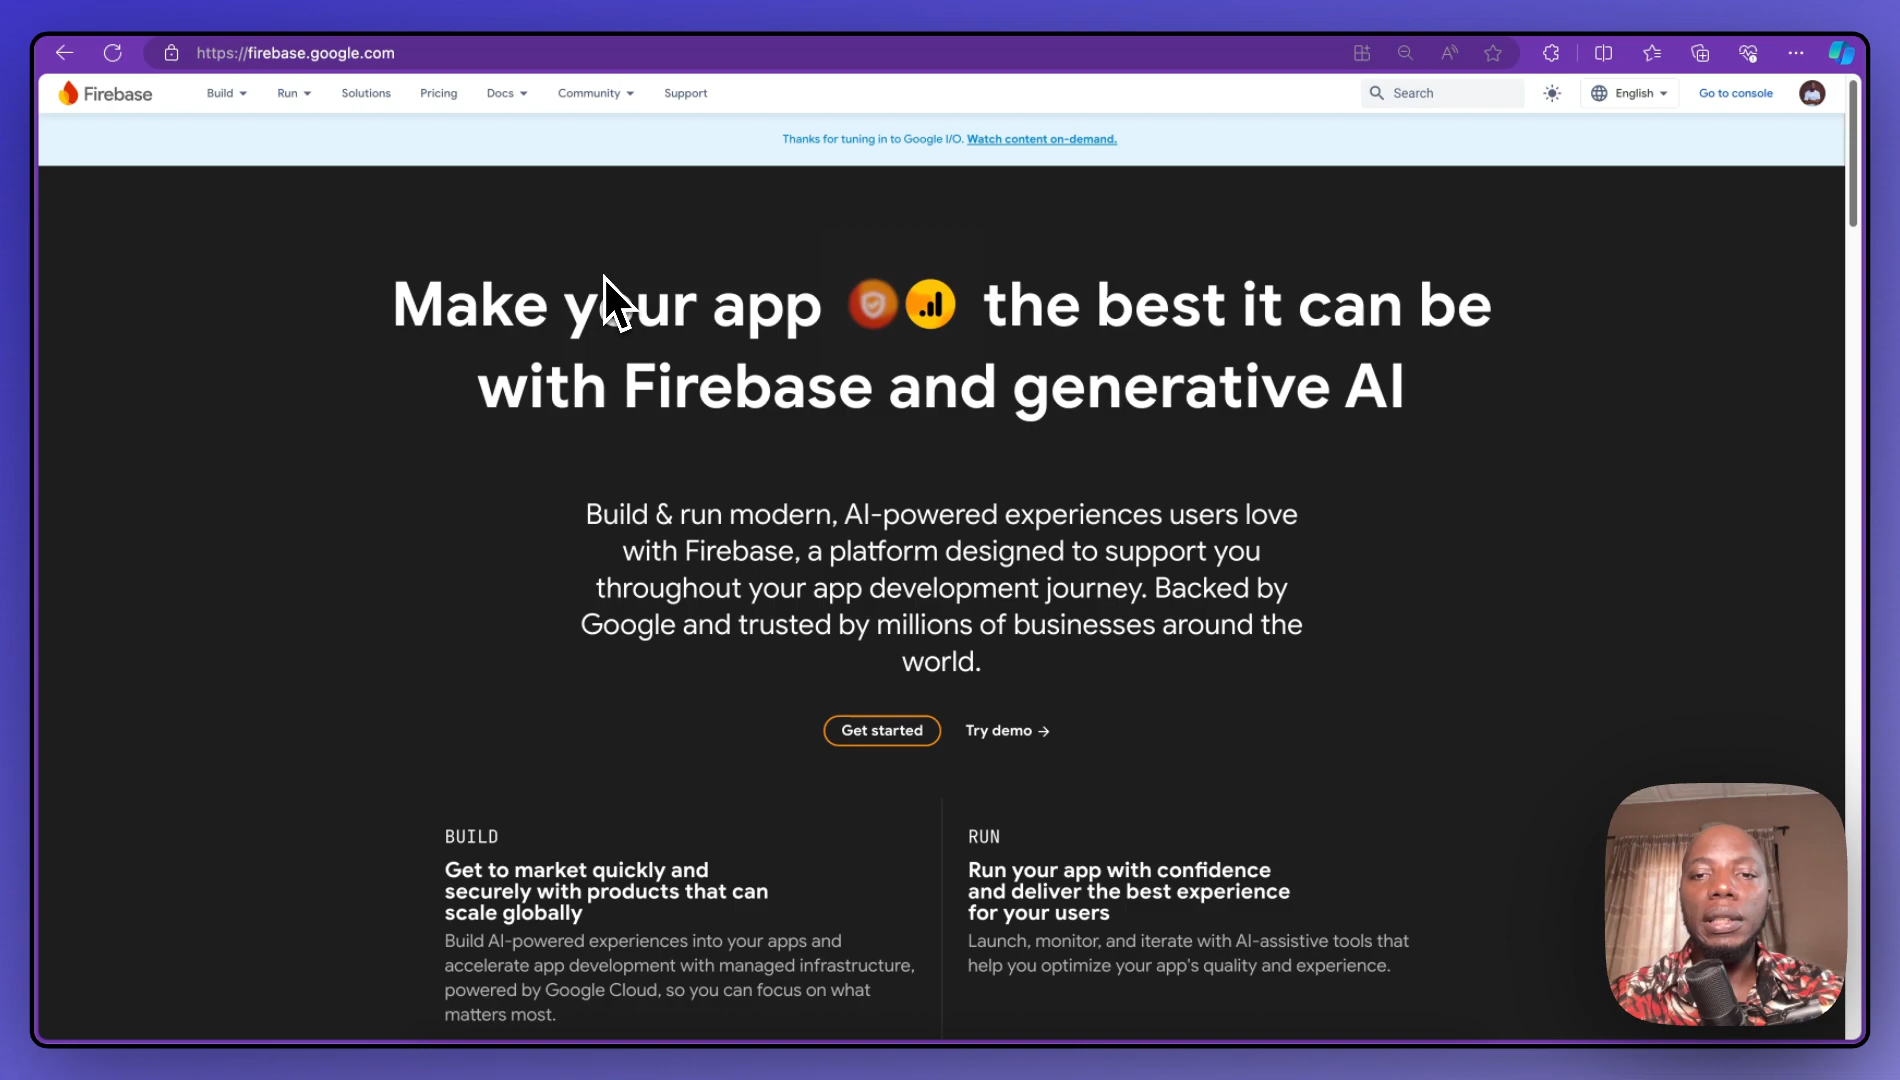 https://firebase.google.com
Firebase
Build
Run
Solutions
Pricing
Docs
Community
Support
Search
English
Go to console
Thanks for tuning in to Google I/O. Watch content on-demand.
Make your app the best it can be
with Firebase and generative AI
Build & run modern, AI-powered experiences users love
with Firebase, a platform designed to support you
throughout your app development journey. Backed by
Google and trusted by millions of businesses around the
world.
Get started
Try demo →
BUILD
Get to market quickly and
securely with products that can
scale globally
Build AI-powered experiences into your apps and
accelerate app development with managed infrastructure,
powered by Google Cloud, so you can focus on what
matters most.
RUN
Run your app with confidence
and deliver the best experience
for your users
Launch, monitor, and iterate with AI-assistive tools that
help you optimize your app's quality and experience.